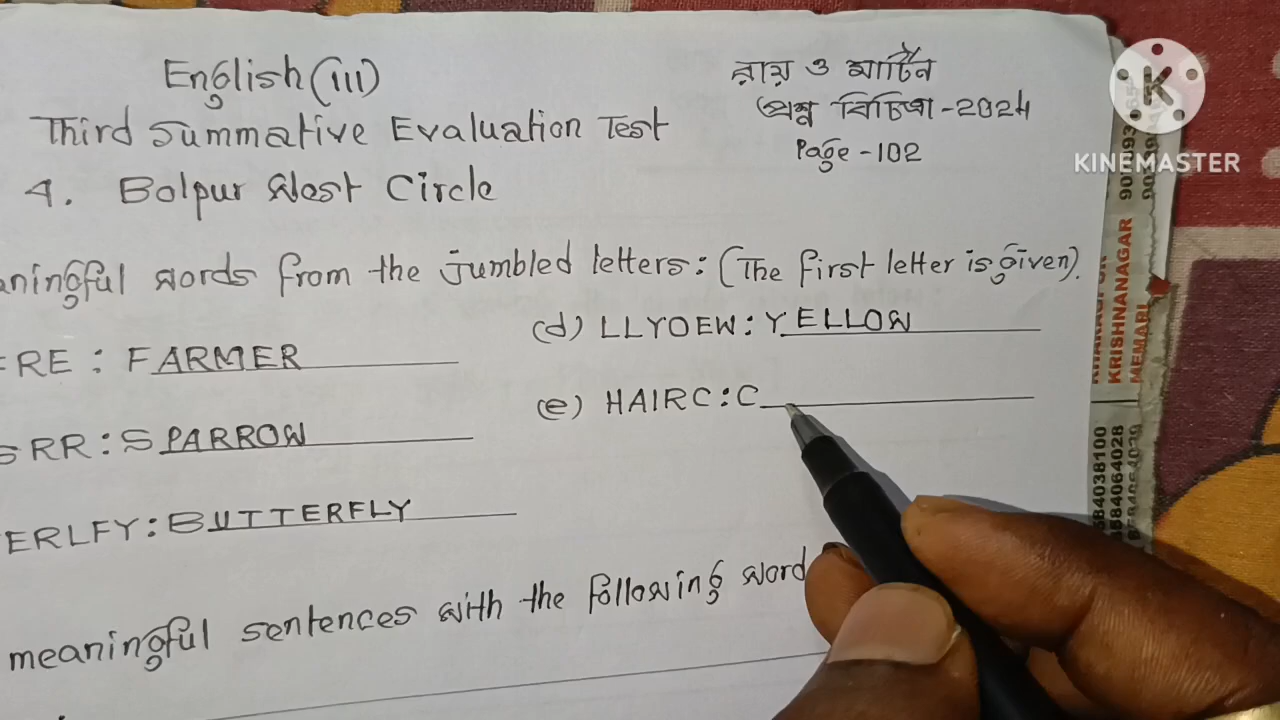 English (III)
Third Summative Evaluation Test
4. Bolpur West Circle
রায় ও মার্টিন
প্রশ্ন বিচিত্রা-2024
Page-102
KINEMASTER
aningful words from the jumbled letters: (The first letter is given).
RE : FARMER
RR : SPARROW
ERLFY : BUTTERFLY
(d) LLYOEW : YELLOW
(e) HAIRC : C
meaningful sentences with the following word
KRISHNANAGAR
MEMARI